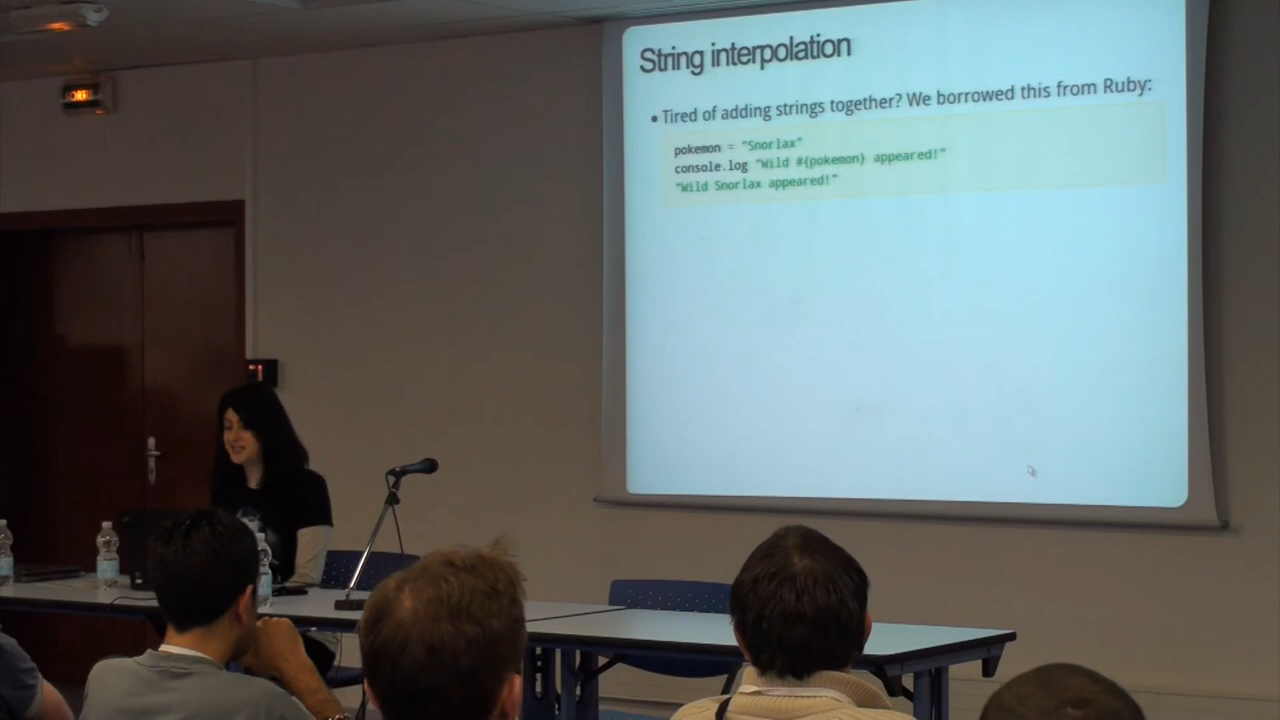 String interpolation
• Tired of adding strings together? We borrowed this from Ruby:
pokemon = "Snorlax"
console.log "Wild #{pokemon} appeared!"
"Wild Snorlax appeared!"